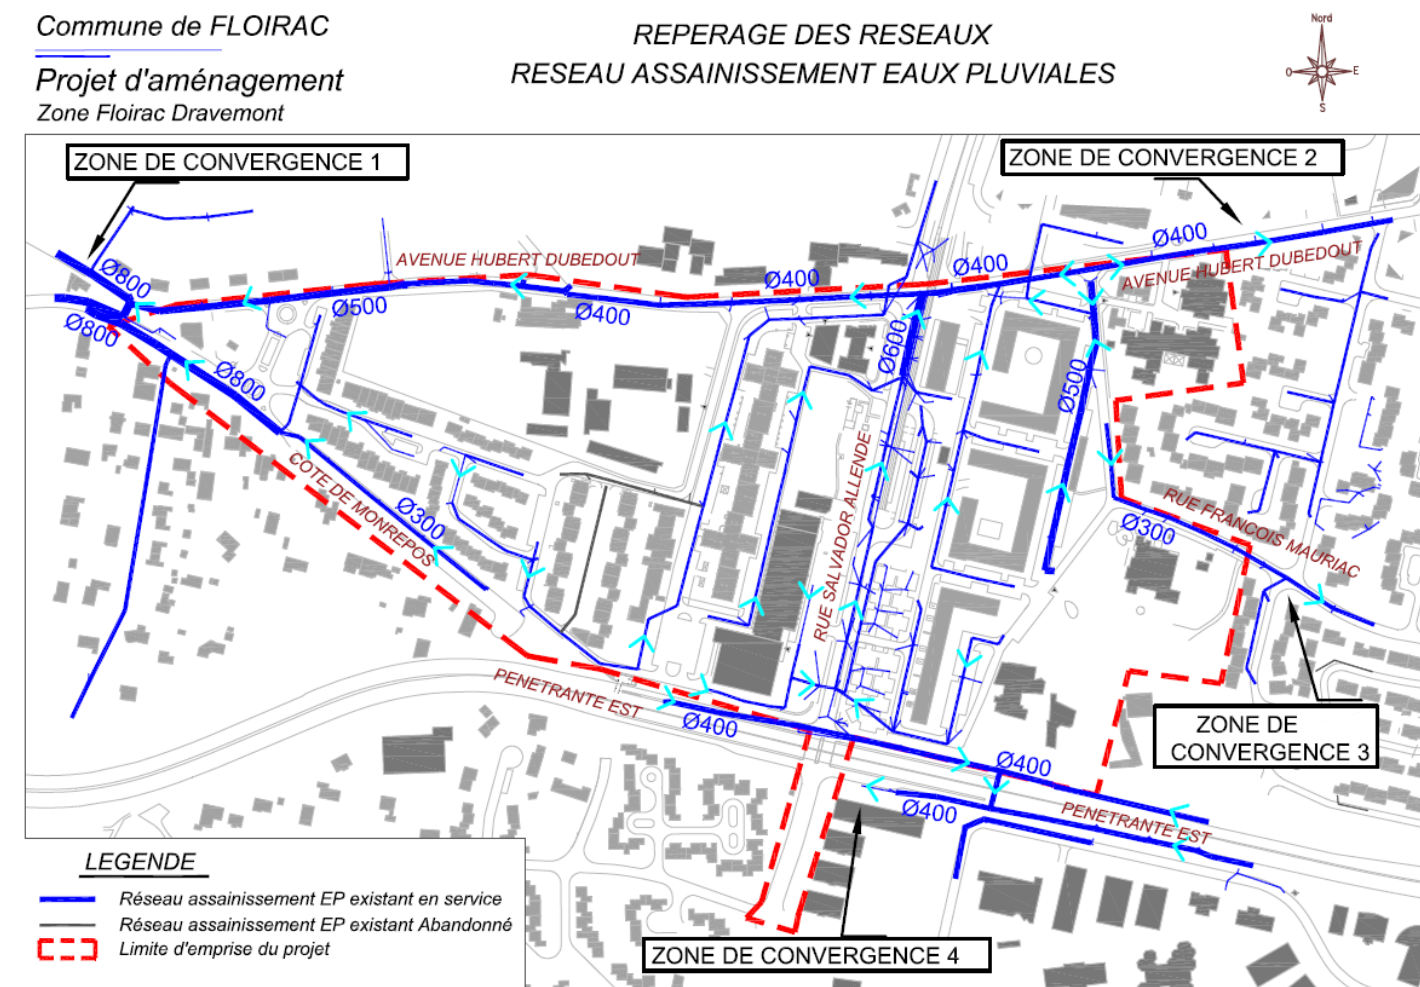 Commune de FLOIRAC
REPERAGE DES RESEAUX
RESEAU ASSAINISSEMENT EAUX PLUVIALES
Projet d'aménagement
Zone Floirac Dravemont
Nord
O
E
S
ZONE DE CONVERGENCE 1
ZONE DE CONVERGENCE 2
Ø800
AVENUE HUBERT DUBEDOUT
Ø400
Ø400
Ø400
AVENUE HUBERT DUBEDOUT
Ø500
Ø400
Ø800
Ø600
Ø800
Ø500
COTE DE MONREPOS
Ø300
RUE SALVADOR ALLENDE
RUE FRANCOIS MAURIAC
Ø300
PENETRANTE EST
Ø400
ZONE DE
CONVERGENCE 3
Ø400
Ø400
PENETRANTE EST
LEGENDE
Réseau assainissement EP existant en service
Réseau assainissement EP existant Abandonné
Limite d'emprise du projet
ZONE DE CONVERGENCE 4